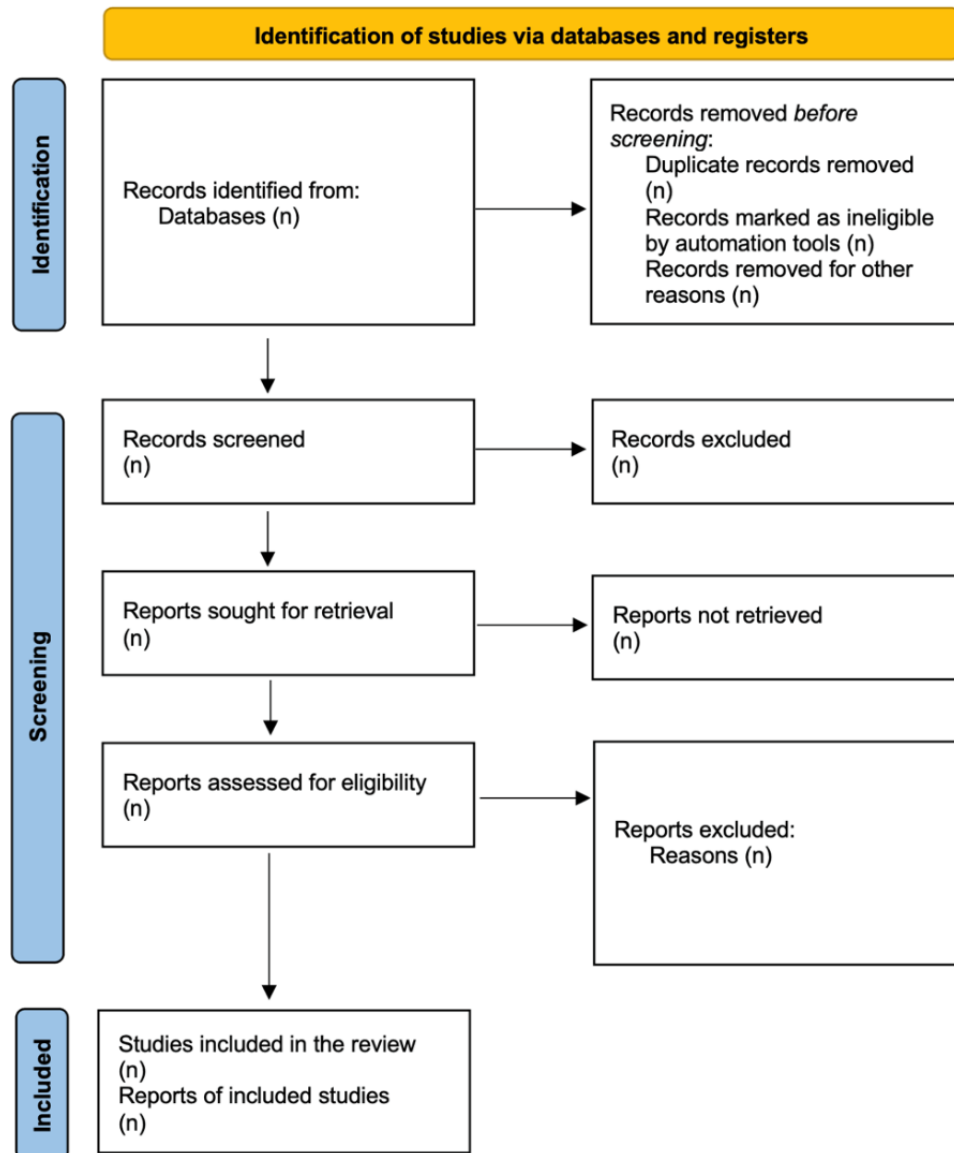 Identification of studies via databases and registers
Identification
Records identified from:
Databases (n)
Records removed before
screening:
Duplicate records removed
(n)
Records marked as ineligible
by automation tools (n)
Records removed for other
reasons (n)
Screening
Records screened
(n)
Records excluded
(n)
Reports sought for retrieval
(n)
Reports not retrieved
(n)
Reports assessed for eligibility
(n)
Reports excluded:
Reasons (n)
Included
Studies included in the review
(n)
Reports of included studies
(n)